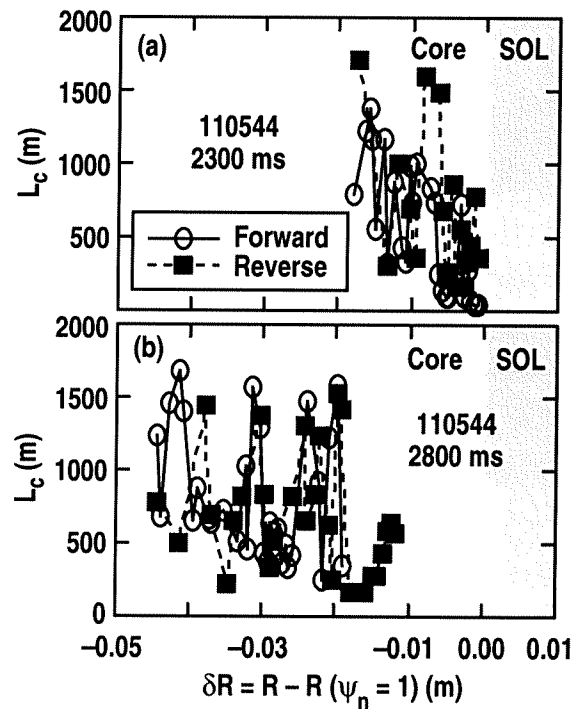 2000
(a)
Core
SOL
1500
110544
2300 ms
L_c (m)
1000
500
Forward
Reverse
2000
(b)
Core
SOL
1500
110544
2800 ms
L_c (m)
1000
500
0
−0.05
−0.03
−0.01
0.00
0.01
δR = R − R (ψ_n = 1) (m)